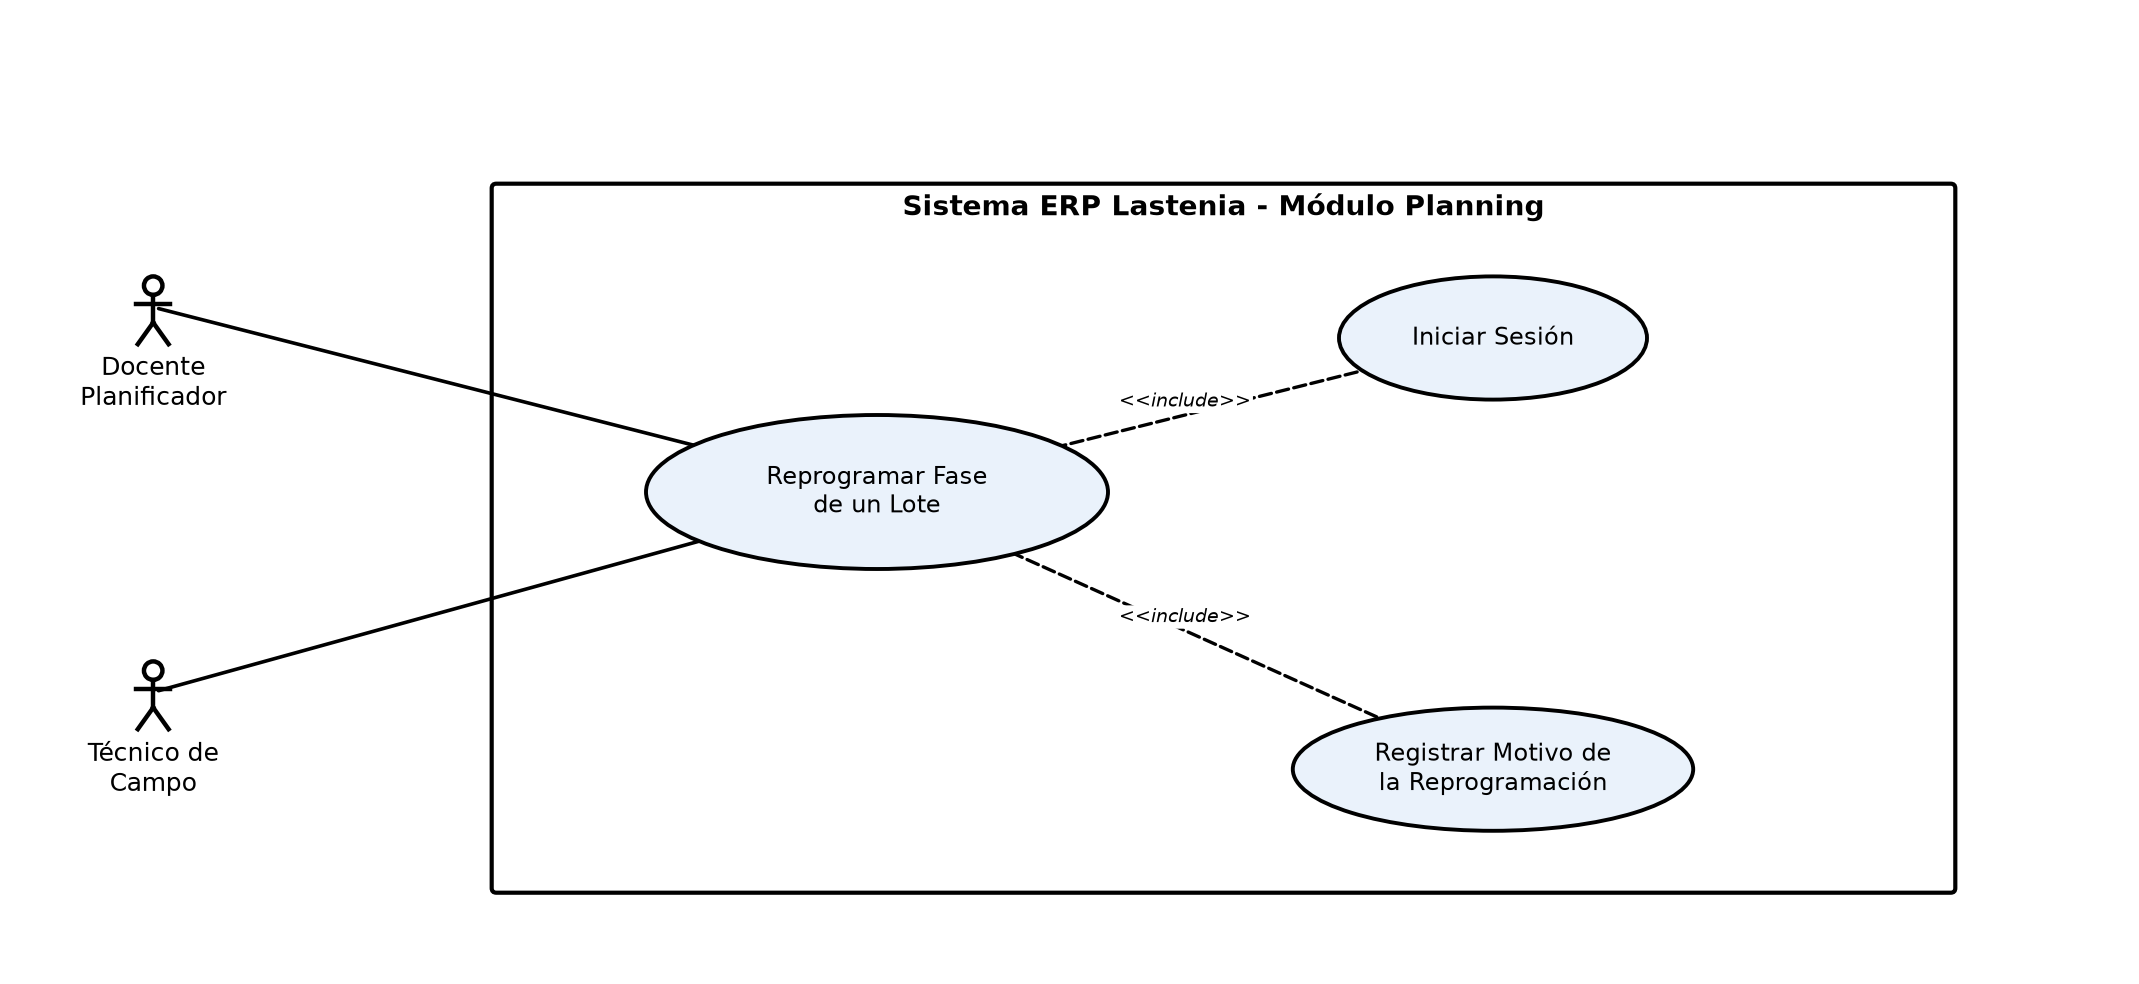 Sistema ERP Lastenia - Módulo Planning
Docente
Planificador
Iniciar Sesión
<<include>>
Reprogramar Fase
de un Lote
<<include>>
Técnico de
Campo
Registrar Motivo de
la Reprogramación